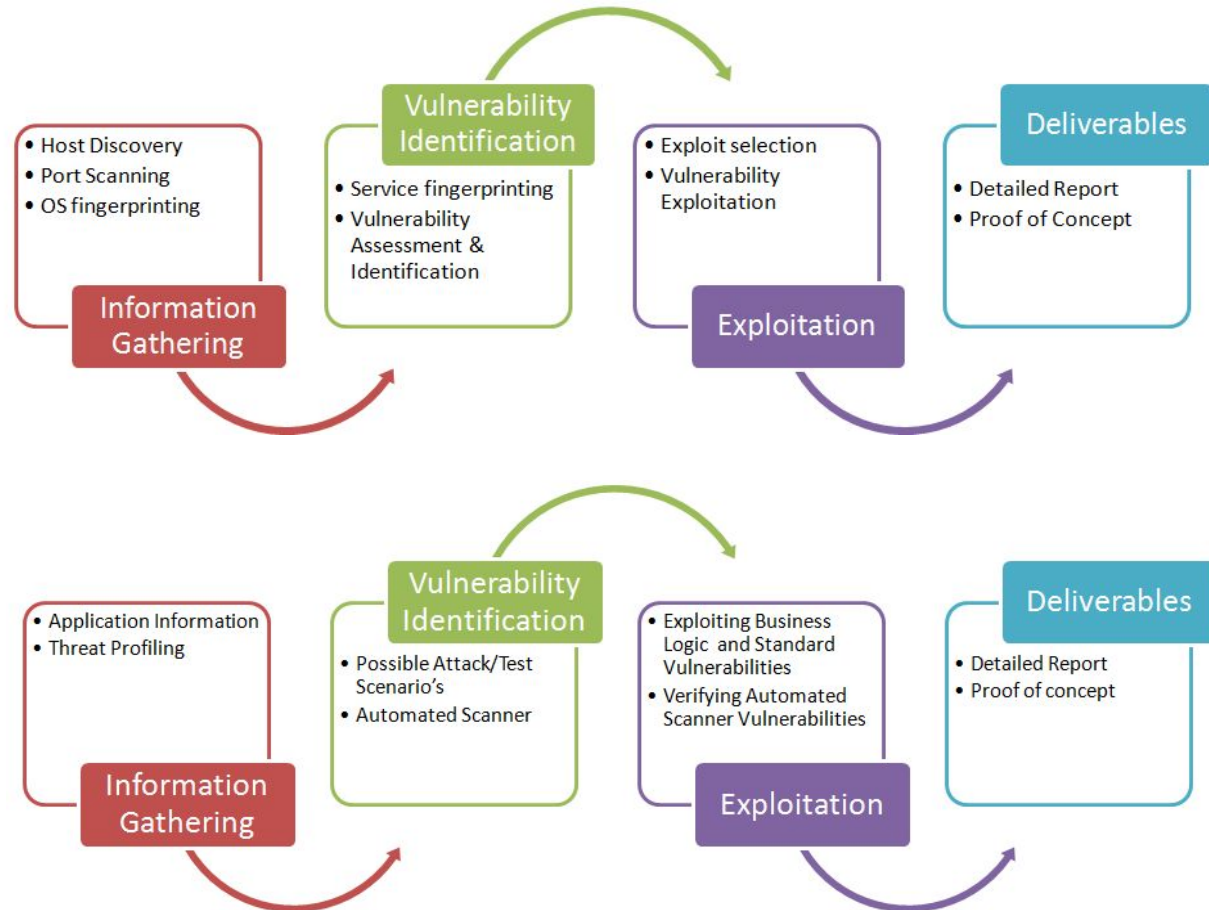 • Host Discovery
• Port Scanning
• OS fingerprinting
Information
Gathering
Vulnerability
Identification
• Service fingerprinting
• Vulnerability
Assessment &
Identification
• Exploit selection
• Vulnerability
Exploitation
Exploitation
Deliverables
• Detailed Report
• Proof of Concept
• Application Information
• Threat Profiling
Information
Gathering
Vulnerability
Identification
• Possible Attack/Test
Scenario's
• Automated Scanner
• Exploiting Business
Logic and Standard
Vulnerabilities
• Verifying Automated
Scanner Vulnerabilities
Exploitation
Deliverables
• Detailed Report
• Proof of concept